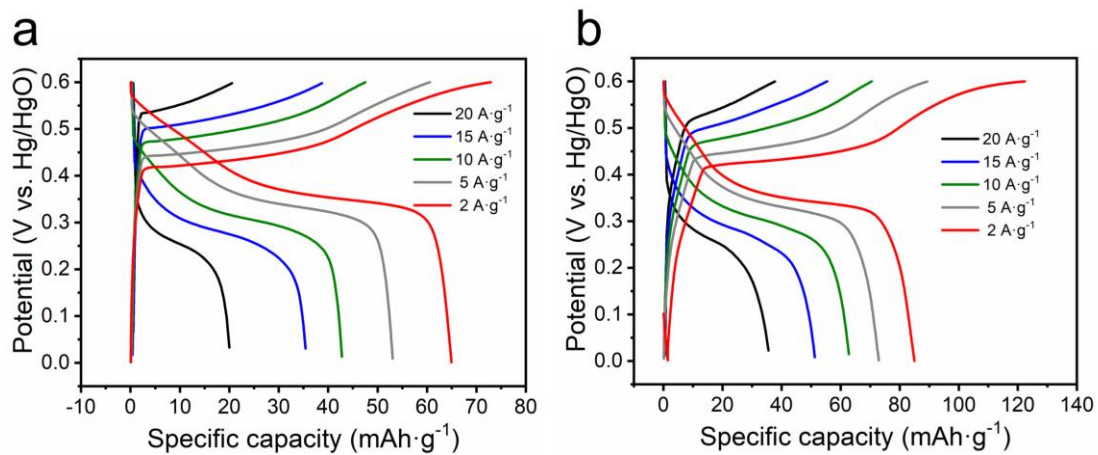 a
Potential (V vs. Hg/HgO)
0.6
0.5
0.4
0.3
0.2
0.1
0.0
20 A·g⁻¹
15 A·g⁻¹
10 A·g⁻¹
5 A·g⁻¹
2 A·g⁻¹
-10 0 10 20 30 40 50 60 70 80
Specific capacity (mAh·g⁻¹)
b
Potential (V vs. Hg/HgO)
0.6
0.5
0.4
0.3
0.2
0.1
0.0
20 A·g⁻¹
15 A·g⁻¹
10 A·g⁻¹
5 A·g⁻¹
2 A·g⁻¹
0 20 40 60 80 100 120 140
Specific capacity (mAh·g⁻¹)